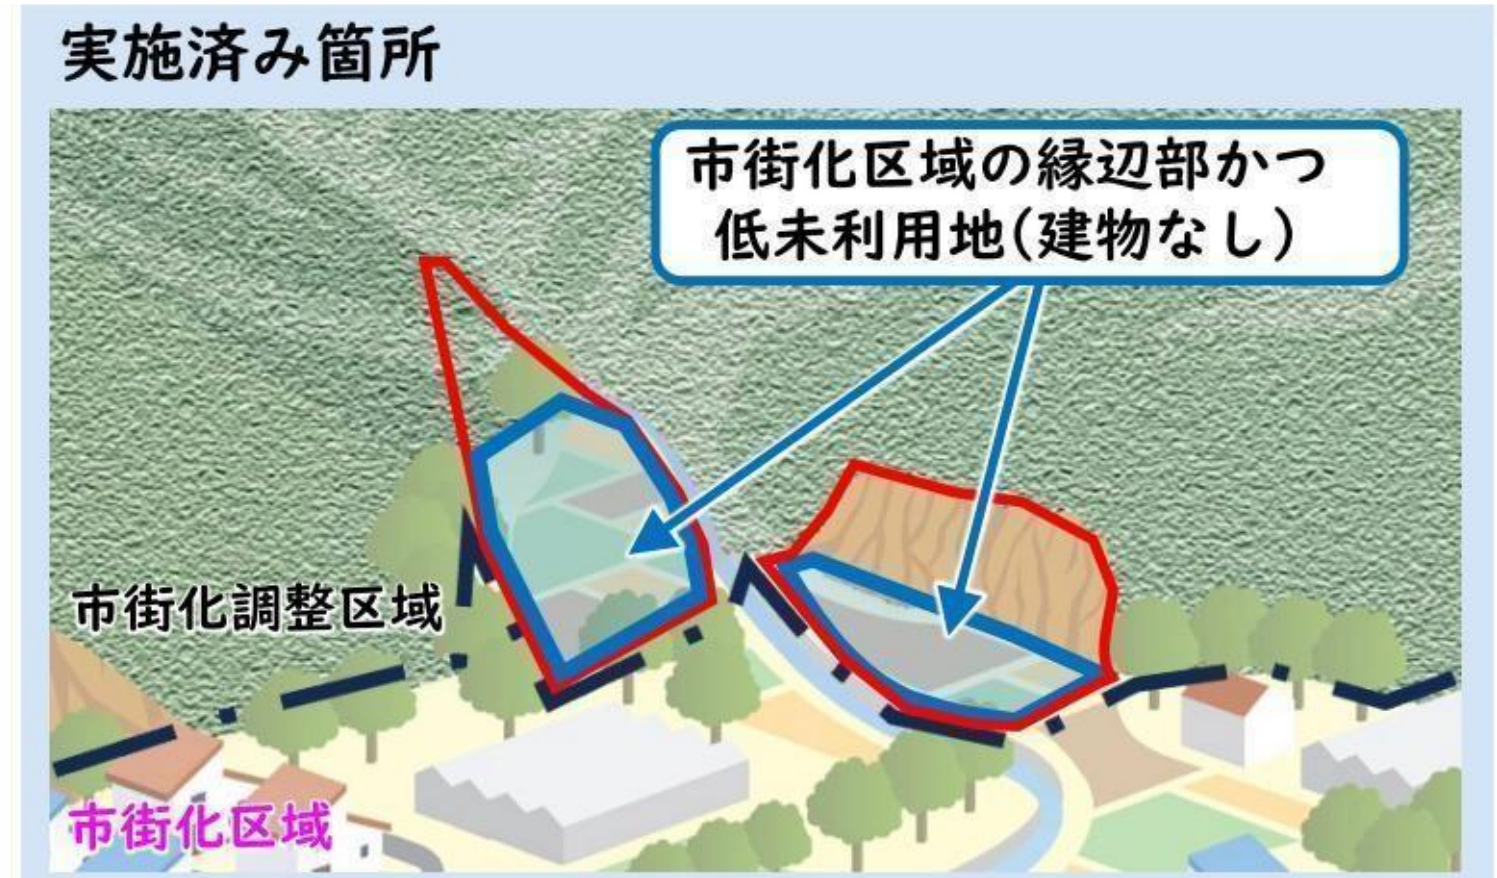 実施済み箇所
市街化区域の縁辺部かつ
低未利用地(建物なし)
市街化調整区域
市街化区域